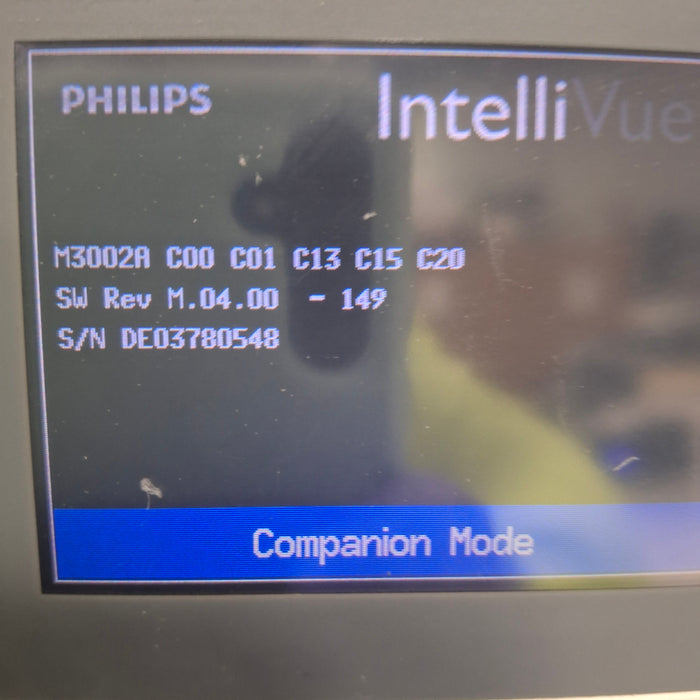 PHILIPS
IntelliVue
M3002A C00 C01 C13 C15 C20
SW Rev M.04.00 - 149
S/N DE03780548
Companion Mode